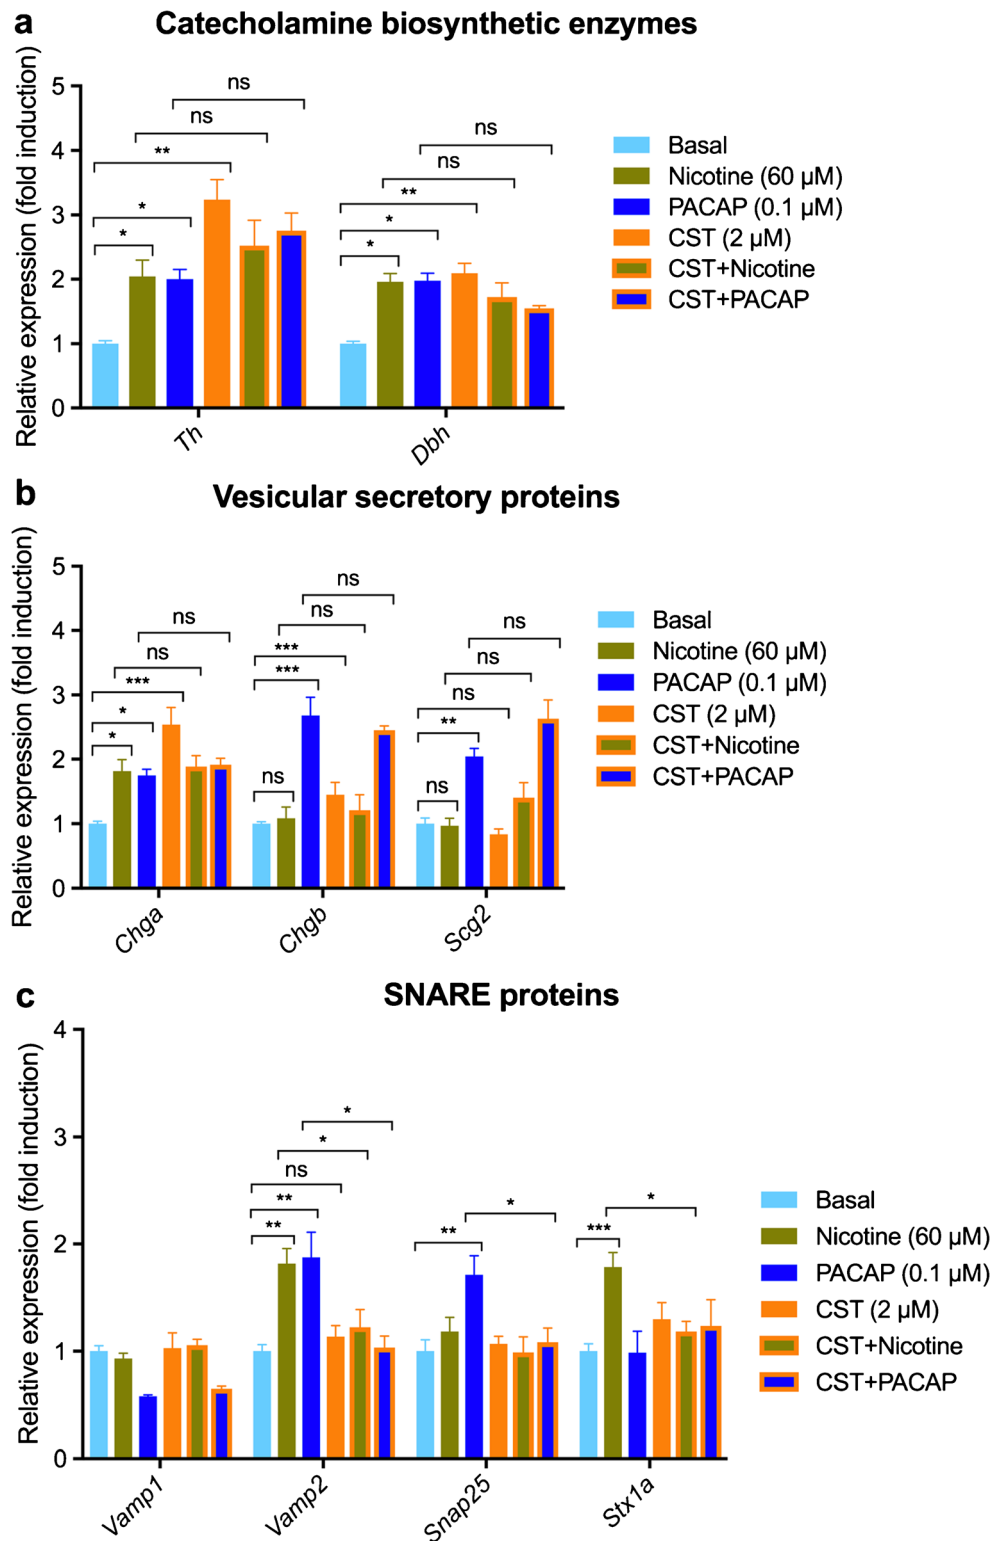 a
Catecholamine biosynthetic enzymes
Relative expression (fold induction)
5
4
3
2
1
0
ns
ns
**
*
*
ns
ns
**
*
*
Th
Dbh
Basal
Nicotine (60 µM)
PACAP (0.1 µM)
CST (2 µM)
CST+Nicotine
CST+PACAP
b
Vesicular secretory proteins
Relative expression (fold induction)
5
4
3
2
1
0
ns
ns
***
*
*
ns
ns
***
***
ns
ns
ns
ns
**
ns
Chga
Chgb
Scg2
Basal
Nicotine (60 µM)
PACAP (0.1 µM)
CST (2 µM)
CST+Nicotine
CST+PACAP
c
SNARE proteins
Relative expression (fold induction)
4
3
2
1
0
*
*
ns
**
**
*
**
*
***
Vamp1
Vamp2
Snap25
Stx1a
Basal
Nicotine (60 µM)
PACAP (0.1 µM)
CST (2 µM)
CST+Nicotine
CST+PACAP